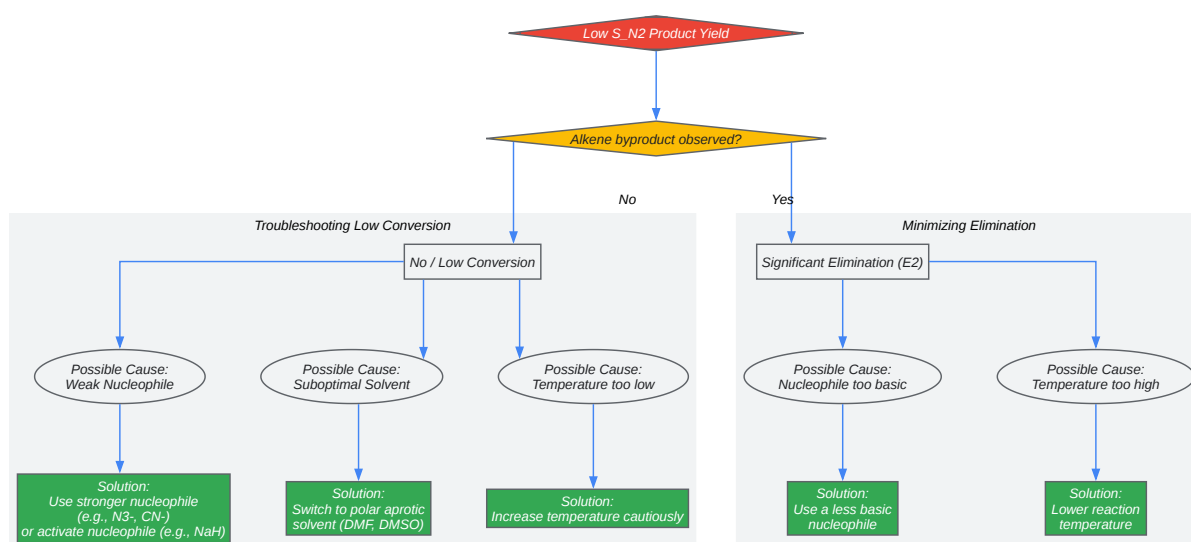 Low S_N2 Product Yield
Alkene byproduct observed?
No
Yes
Troubleshooting Low Conversion
Minimizing Elimination
No / Low Conversion
Significant Elimination (E2)
Possible Cause:
Weak Nucleophile
Possible Cause:
Suboptimal Solvent
Possible Cause:
Temperature too low
Possible Cause:
Nucleophile too basic
Possible Cause:
Temperature too high
Solution:
Use stronger nucleophile
(e.g., N3-, CN-)
or activate nucleophile (e.g., NaH)
Solution:
Switch to polar aprotic
solvent (DMF, DMSO)
Solution:
Increase temperature cautiously
Solution:
Use a less basic
nucleophile
Solution:
Lower reaction
temperature